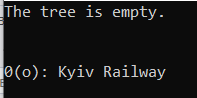 The tree is empty.
0(o): Kyiv Railway